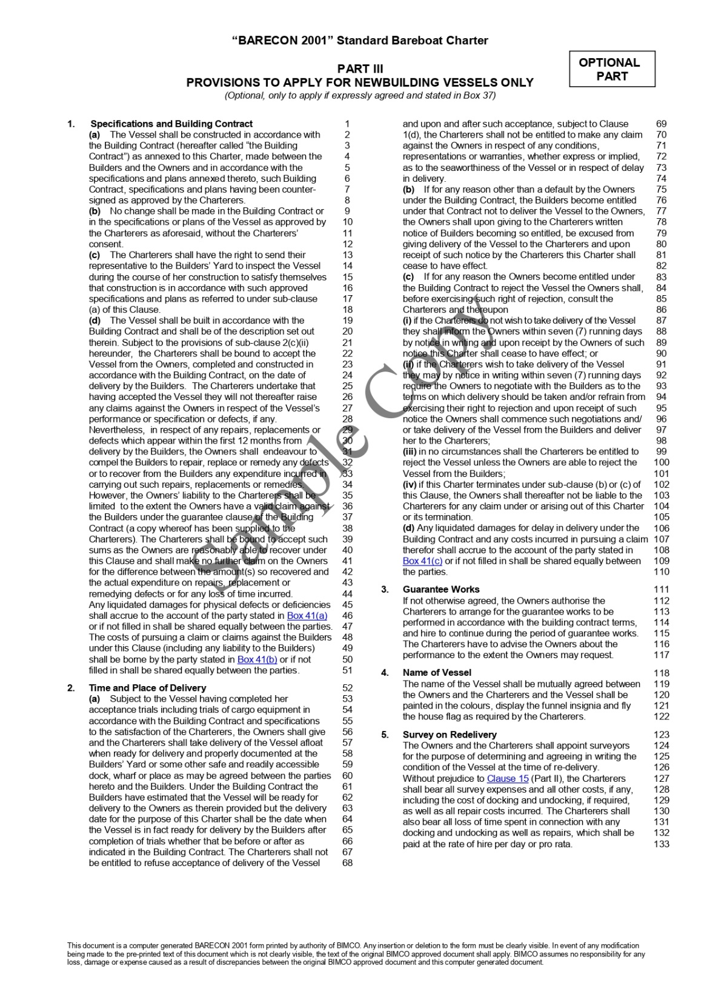 “BARECON 2001” Standard Bareboat Charter
OPTIONAL
PART
PART III
PROVISIONS TO APPLY FOR NEWBUILDING VESSELS ONLY
(Optional, only to apply if expressly agreed and stated in Box 37)
1. Specifications and Building Contract 1
(a) The Vessel shall be constructed in accordance with 2
the Building Contract (hereafter called “the Building 3
Contract”) as annexed to this Charter, made between the 4
Builders and the Owners and in accordance with the 5
specifications and plans annexed thereto, such Building 6
Contract, specifications and plans having been counter- 7
signed as approved by the Charterers. 8
(b) No change shall be made in the Building Contract or 9
in the specifications or plans of the Vessel as approved by 10
the Charterers as aforesaid, without the Charterers’ 11
consent. 12
(c) The Charterers shall have the right to send their 13
representative to the Builders’ Yard to inspect the Vessel 14
during the course of her construction to satisfy themselves 15
that construction is in accordance with such approved 16
specifications and plans as referred to under sub-clause 17
(a) of this Clause. 18
(d) The Vessel shall be built in accordance with the 19
Building Contract and shall be of the description set out 20
therein. Subject to the provisions of sub-clause 2(c)(ii) 21
hereunder, the Charterers shall be bound to accept the 22
Vessel from the Owners, completed and constructed in 23
accordance with the Building Contract, on the date of 24
delivery by the Builders. The Charterers undertake that 25
having accepted the Vessel they will not thereafter raise 26
any claims against the Owners in respect of the Vessel’s 27
performance or specification or defects, if any. 28
Nevertheless, in respect of any repairs, replacements or 29
defects which appear within the first 12 months from 30
delivery by the Builders, the Owners shall endeavour to 31
compel the Builders to repair, replace or remedy any defects 32
or to recover from the Builders any expenditure incurred in 33
carrying out such repairs, replacements or remedies. 34
However, the Owners’ liability to the Charterers shall be 35
limited to the extent the Owners have a valid claim against 36
the Builders under the guarantee clause of the Building 37
Contract (a copy whereof has been supplied to the 38
Charterers). The Charterers shall be bound to accept such 39
sums as the Owners are reasonably able to recover under 40
this Clause and shall make no further claim on the Owners 41
for the difference between the amount(s) so recovered and 42
the actual expenditure on repairs, replacement or 43
remedying defects or for any loss of time incurred. 44
Any liquidated damages for physical defects or deficiencies 45
shall accrue to the account of the party stated in Box 41(a) 46
or if not filled in shall be shared equally between the parties. 47
The costs of pursuing a claim or claims against the Builders 48
under this Clause (including any liability to the Builders) 49
shall be borne by the party stated in Box 41(b) or if not 50
filled in shall be shared equally between the parties. 51
2. Time and Place of Delivery 52
(a) Subject to the Vessel having completed her 53
acceptance trials including trials of cargo equipment in 54
accordance with the Building Contract and specifications 55
to the satisfaction of the Charterers, the Owners shall give 56
and the Charterers shall take delivery of the Vessel afloat 57
when ready for delivery and properly documented at the 58
Builders’ Yard or some other safe and readily accessible 59
dock, wharf or place as may be agreed between the parties 60
hereto and the Builders. Under the Building Contract the 61
Builders have estimated that the Vessel will be ready for 62
delivery to the Owners as therein provided but the delivery 63
date for the purpose of this Charter shall be the date when 64
the Vessel is in fact ready for delivery by the Builders after 65
completion of trials whether that be before or after as 66
indicated in the Building Contract. The Charterers shall not 67
be entitled to refuse acceptance of delivery of the Vessel 68
and upon and after such acceptance, subject to Clause 69
1(d), the Charterers shall not be entitled to make any claim 70
against the Owners in respect of any conditions, 71
representations or warranties, whether express or implied, 72
as to the seaworthiness of the Vessel or in respect of delay 73
in delivery. 74
(b) If for any reason other than a default by the Owners 75
under the Building Contract, the Builders become entitled 76
under that Contract not to deliver the Vessel to the Owners, 77
the Owners shall upon giving to the Charterers written 78
notice of Builders becoming so entitled, be excused from 79
giving delivery of the Vessel to the Charterers and upon 80
receipt of such notice by the Charterers this Charter shall 81
cease to have effect. 82
(c) If for any reason the Owners become entitled under 83
the Building Contract to reject the Vessel the Owners shall, 84
before exercising such right of rejection, consult the 85
Charterers and thereupon 86
(i) if the Charterers do not wish to take delivery of the Vessel 87
they shall inform the Owners within seven (7) running days 88
by notice in writing and upon receipt by the Owners of such 89
notice this Charter shall cease to have effect; or 90
(ii) if the Charterers wish to take delivery of the Vessel 91
they may by notice in writing within seven (7) running days 92
require the Owners to negotiate with the Builders as to the 93
terms on which delivery should be taken and/or refrain from 94
exercising their right to rejection and upon receipt of such 95
notice the Owners shall commence such negotiations and/ 96
or take delivery of the Vessel from the Builders and deliver 97
her to the Charterers; 98
(iii) in no circumstances shall the Charterers be entitled to 99
reject the Vessel unless the Owners are able to reject the 100
Vessel from the Builders; 101
(iv) if this Charter terminates under sub-clause (b) or (c) of 102
this Clause, the Owners shall thereafter not be liable to the 103
Charterers for any claim under or arising out of this Charter 104
or its termination. 105
(d) Any liquidated damages for delay in delivery under the 106
Building Contract and any costs incurred in pursuing a claim 107
therefor shall accrue to the account of the party stated in 108
Box 41(c) or if not filled in shall be shared equally between 109
the parties. 110
3. Guarantee Works 111
If not otherwise agreed, the Owners authorise the 112
Charterers to arrange for the guarantee works to be 113
performed in accordance with the building contract terms, 114
and hire to continue during the period of guarantee works. 115
The Charterers have to advise the Owners about the 116
performance to the extent the Owners may request. 117
4. Name of Vessel 118
The name of the Vessel shall be mutually agreed between 119
the Owners and the Charterers and the Vessel shall be 120
painted in the colours, display the funnel insignia and fly 121
the house flag as required by the Charterers. 122
5. Survey on Redelivery 123
The Owners and the Charterers shall appoint surveyors 124
for the purpose of determining and agreeing in writing the 125
condition of the Vessel at the time of re-delivery. 126
Without prejudice to Clause 15 (Part II), the Charterers 127
shall bear all survey expenses and all other costs, if any, 128
including the cost of docking and undocking, if required, 129
as well as all repair costs incurred. The Charterers shall 130
also bear all loss of time spent in connection with any 131
docking and undocking as well as repairs, which shall be 132
paid at the rate of hire per day or pro rata. 133
Sample Copy
This document is a computer generated BARECON 2001 form printed by authority of BIMCO. Any insertion or deletion to the form must be clearly visible. In event of any modification
being made to the pre-printed text of this document which is not clearly visible, the text of the original BIMCO approved document shall apply. BIMCO assumes no responsibility for any
loss, damage or expense caused as a result of discrepancies between the original BIMCO approved document and this computer generated document.